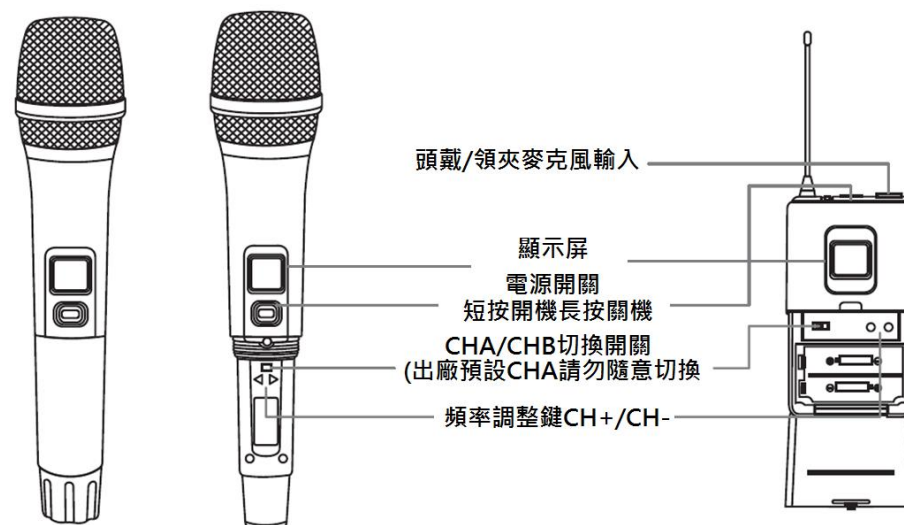 頭戴/領夾麥克風輸入
顯示屏
電源開關
短按開機長按關機
CHA/CHB切換開關
(出廠預設CHA請勿隨意切換
頻率調整鍵CH+/CH-